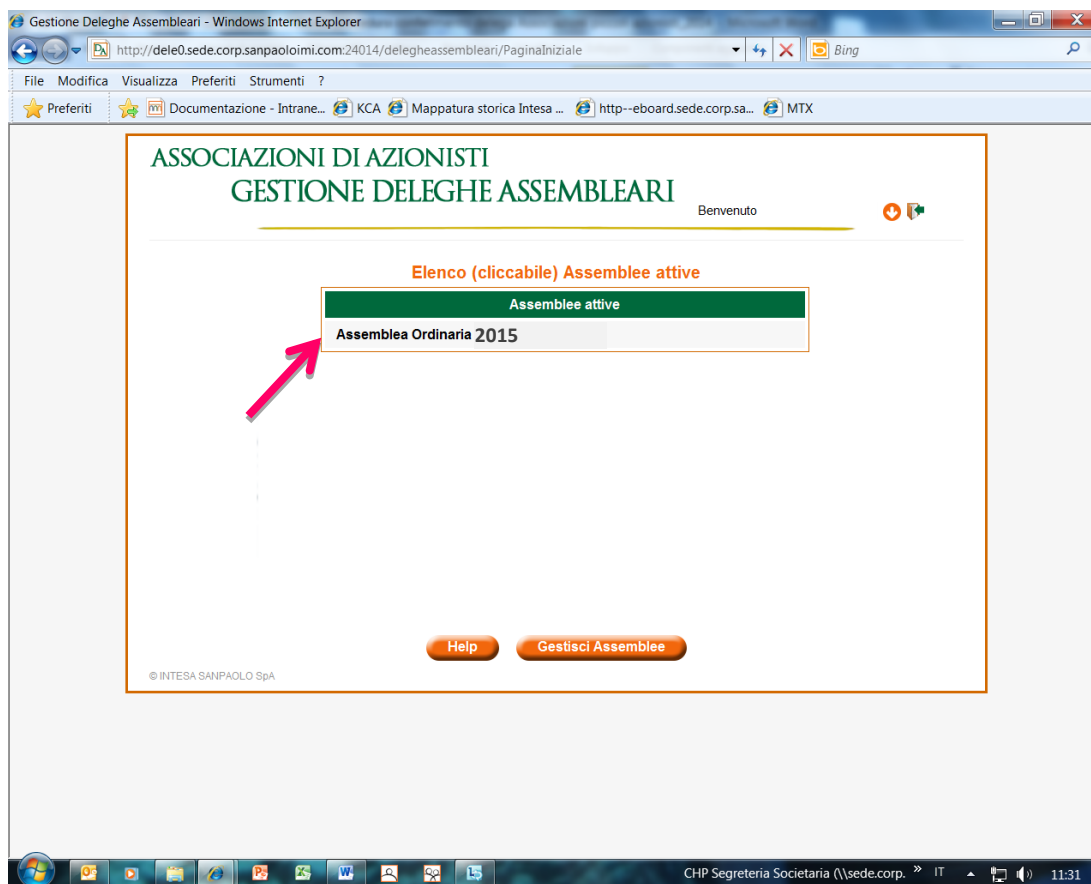 Gestione Deleghe Assembleari - Windows Internet Explorer
http://dele0.sede.corp.sanpaoloimi.com:24014/delegheassembleari/PaginaIniziale
Bing
File Modifica Visualizza Preferiti Strumenti ?
Preferiti Documentazione - Intrane... KCA Mappatura storica Intesa ... http--eboard.sede.corp.sa... MTX
ASSOCIAZIONI DI AZIONISTI
GESTIONE DELEGHE ASSEMBLEARI
Benvenuto
Elenco (cliccabile) Assemblee attive
Assemblee attive
Assemblea Ordinaria 2015
Help Gestisci Assemblee
© INTESA SANPAOLO SpA
CHP Segreteria Societaria (\\sede.corp. » IT 11:31